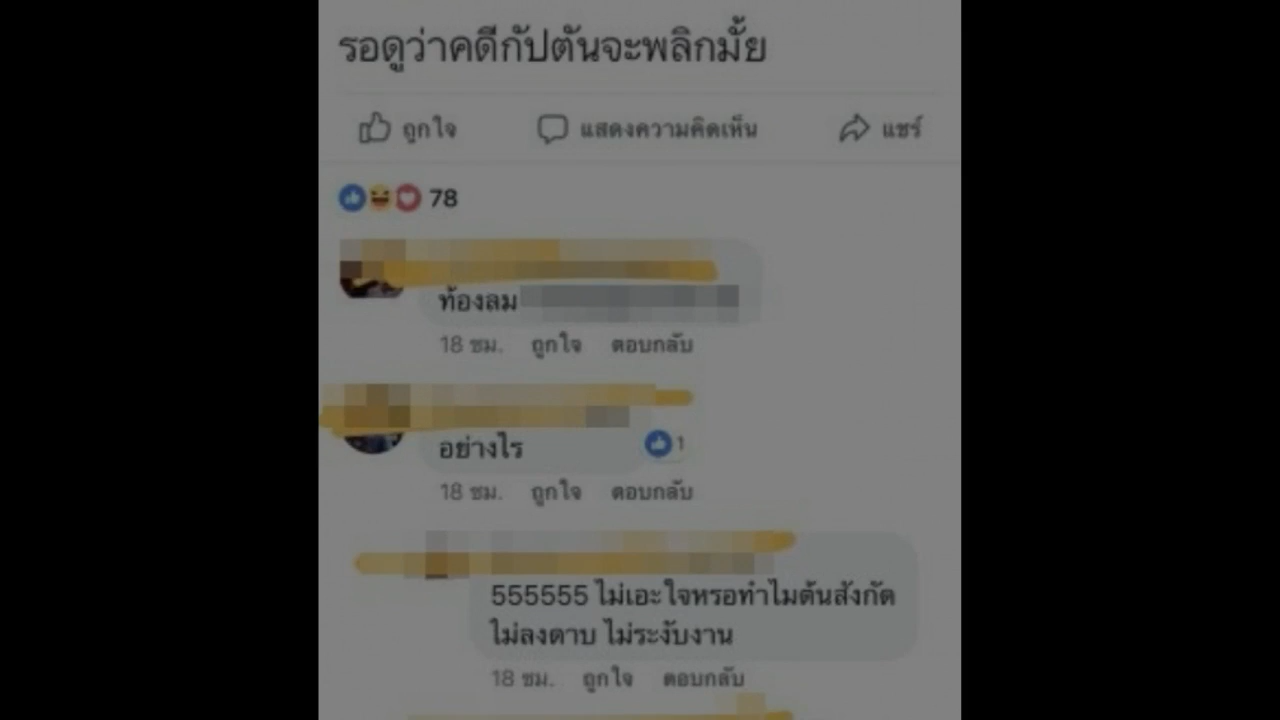 รอดูว่าคดีกัปตันจะพลิกมั้ย
ถูกใจ แสดงความคิดเห็น แชร์
78
ท้องลม
18 ชม. ถูกใจ ตอบกลับ
อย่างไร
1
18 ชม. ถูกใจ ตอบกลับ
555555 ไม่เอะใจหรอทำไมต้นสังกัด
ไม่ลงดาบ ไม่ระงับงาน
18 ชม. ถูกใจ ตอบกลับ